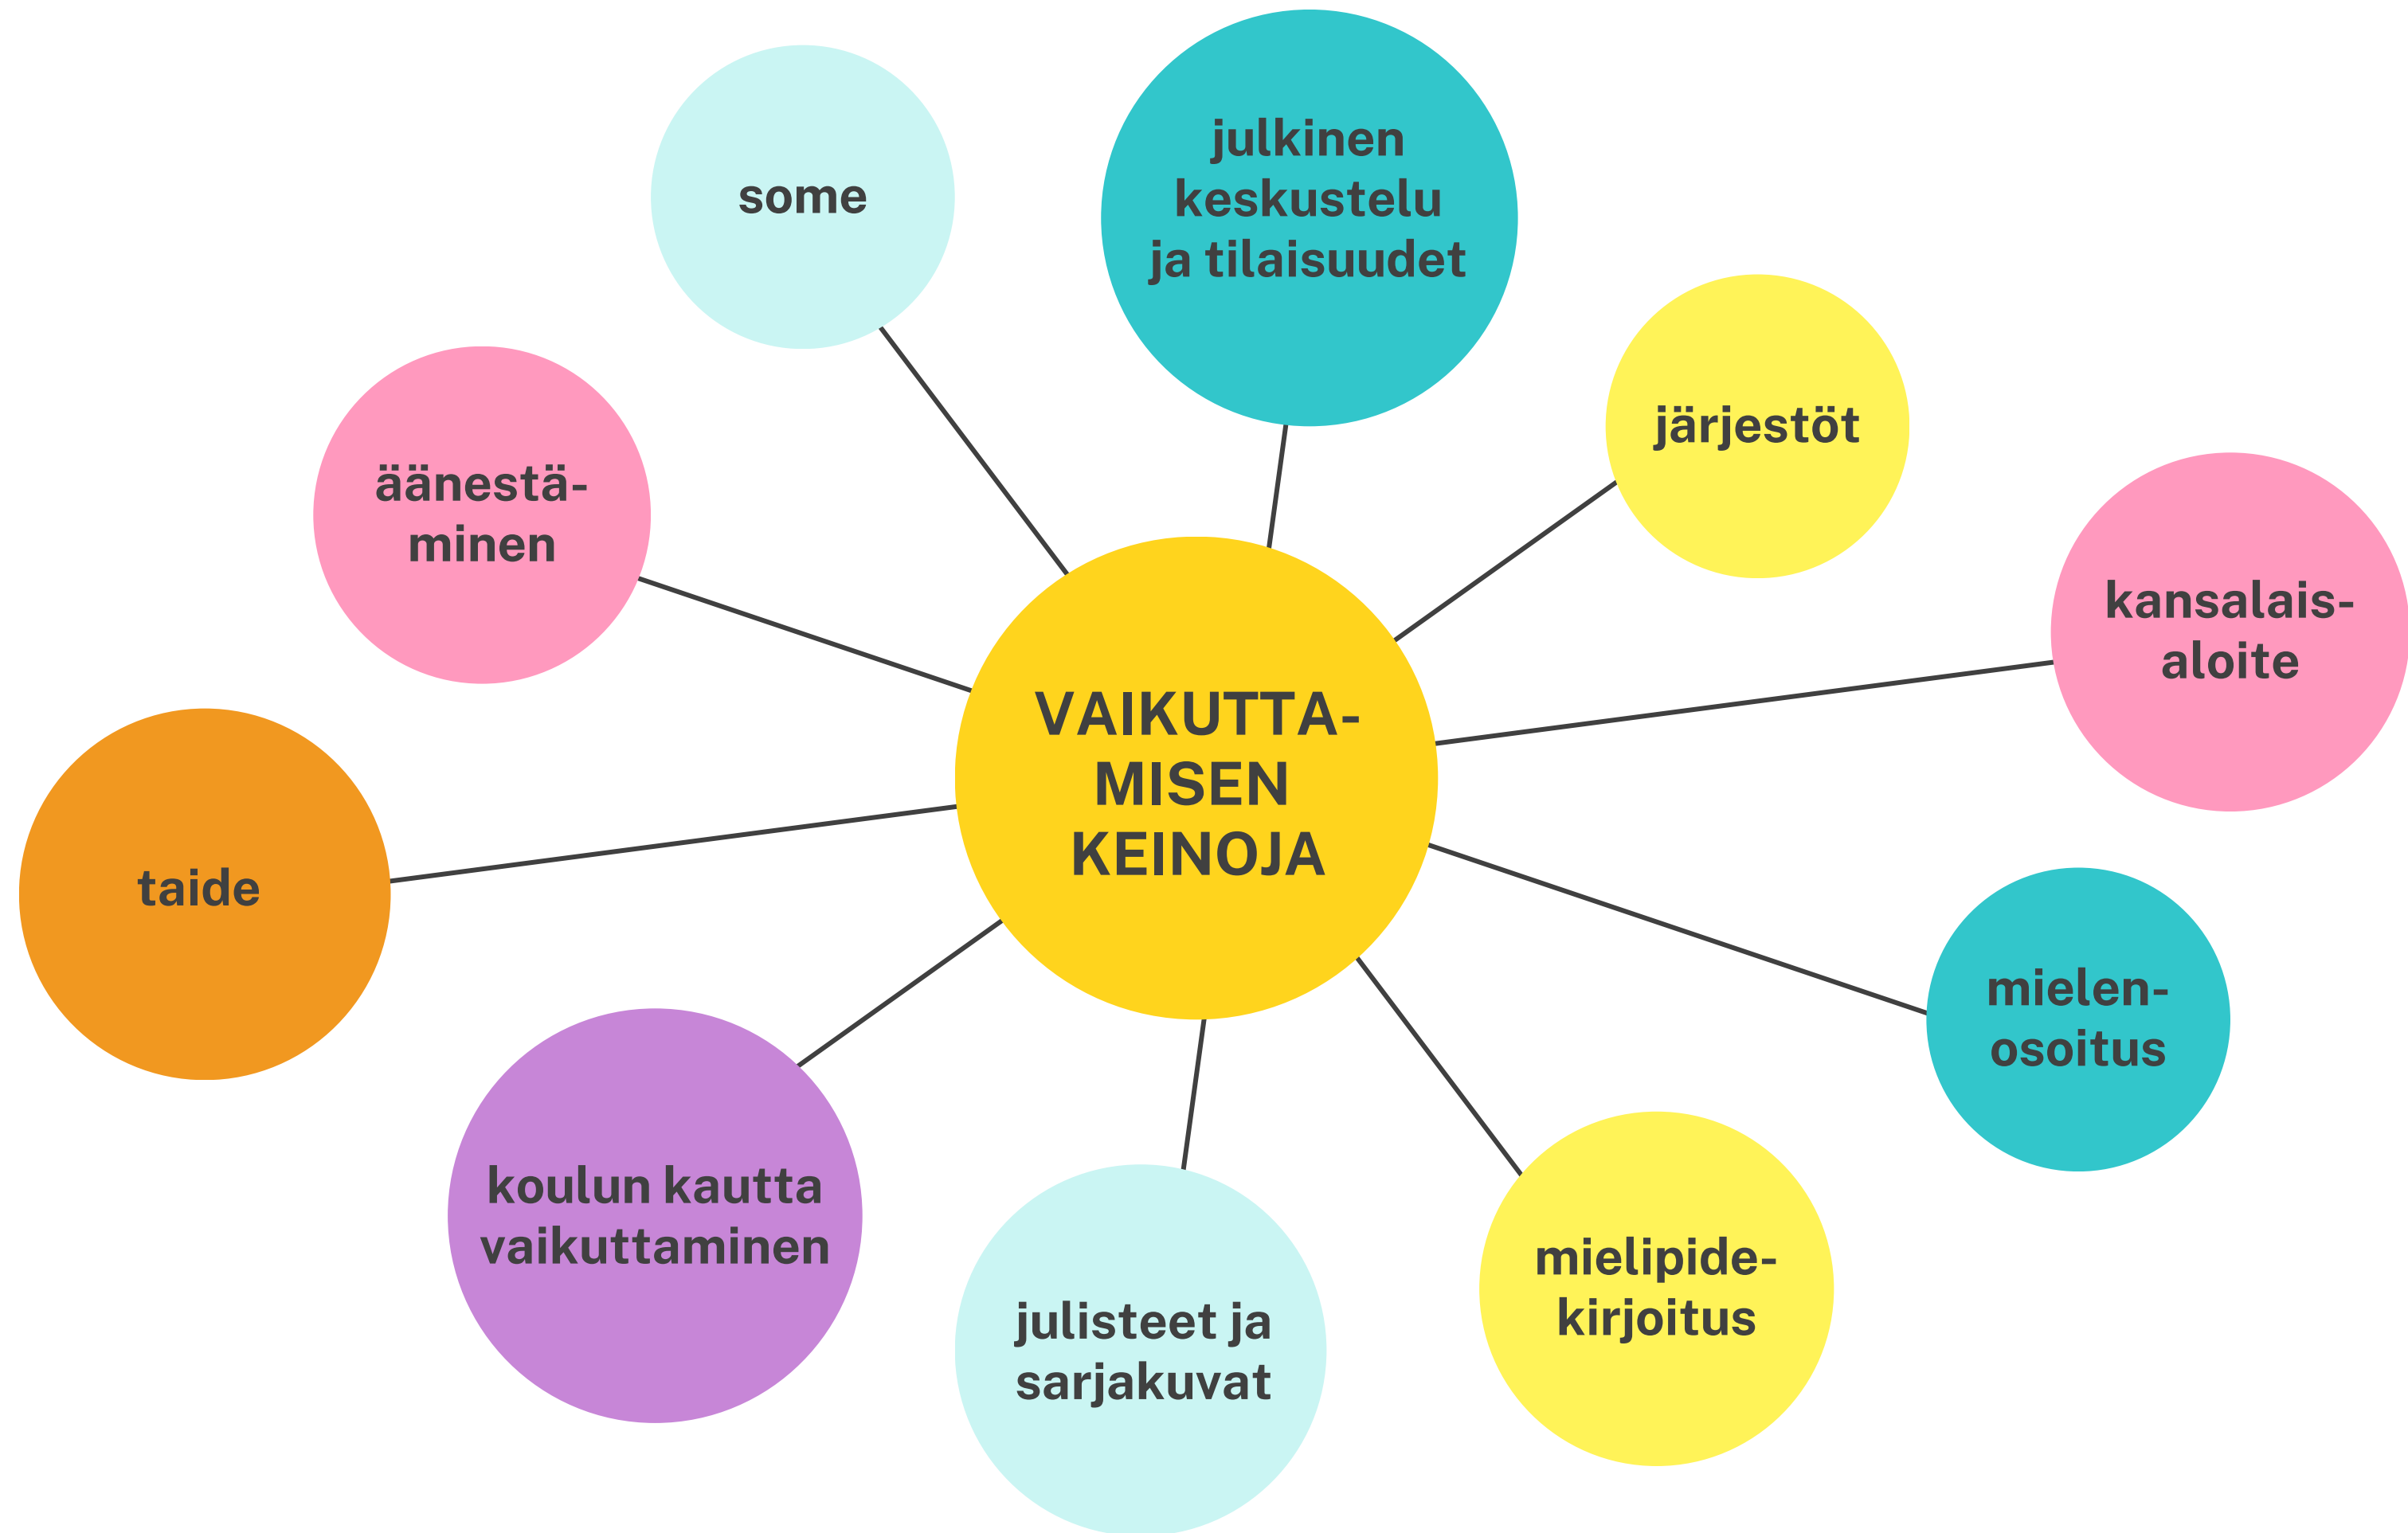 some
julkinen
keskustelu
ja tilaisuudet
järjestöt
äänestä-
minen
kansalais-
aloite
VAIKUTTA-
MISEN
KEINOJA
taide
mielen-
osoitus
koulun kautta
vaikuttaminen
mielipide-
kirjoitus
julisteet ja
sarjakuvat